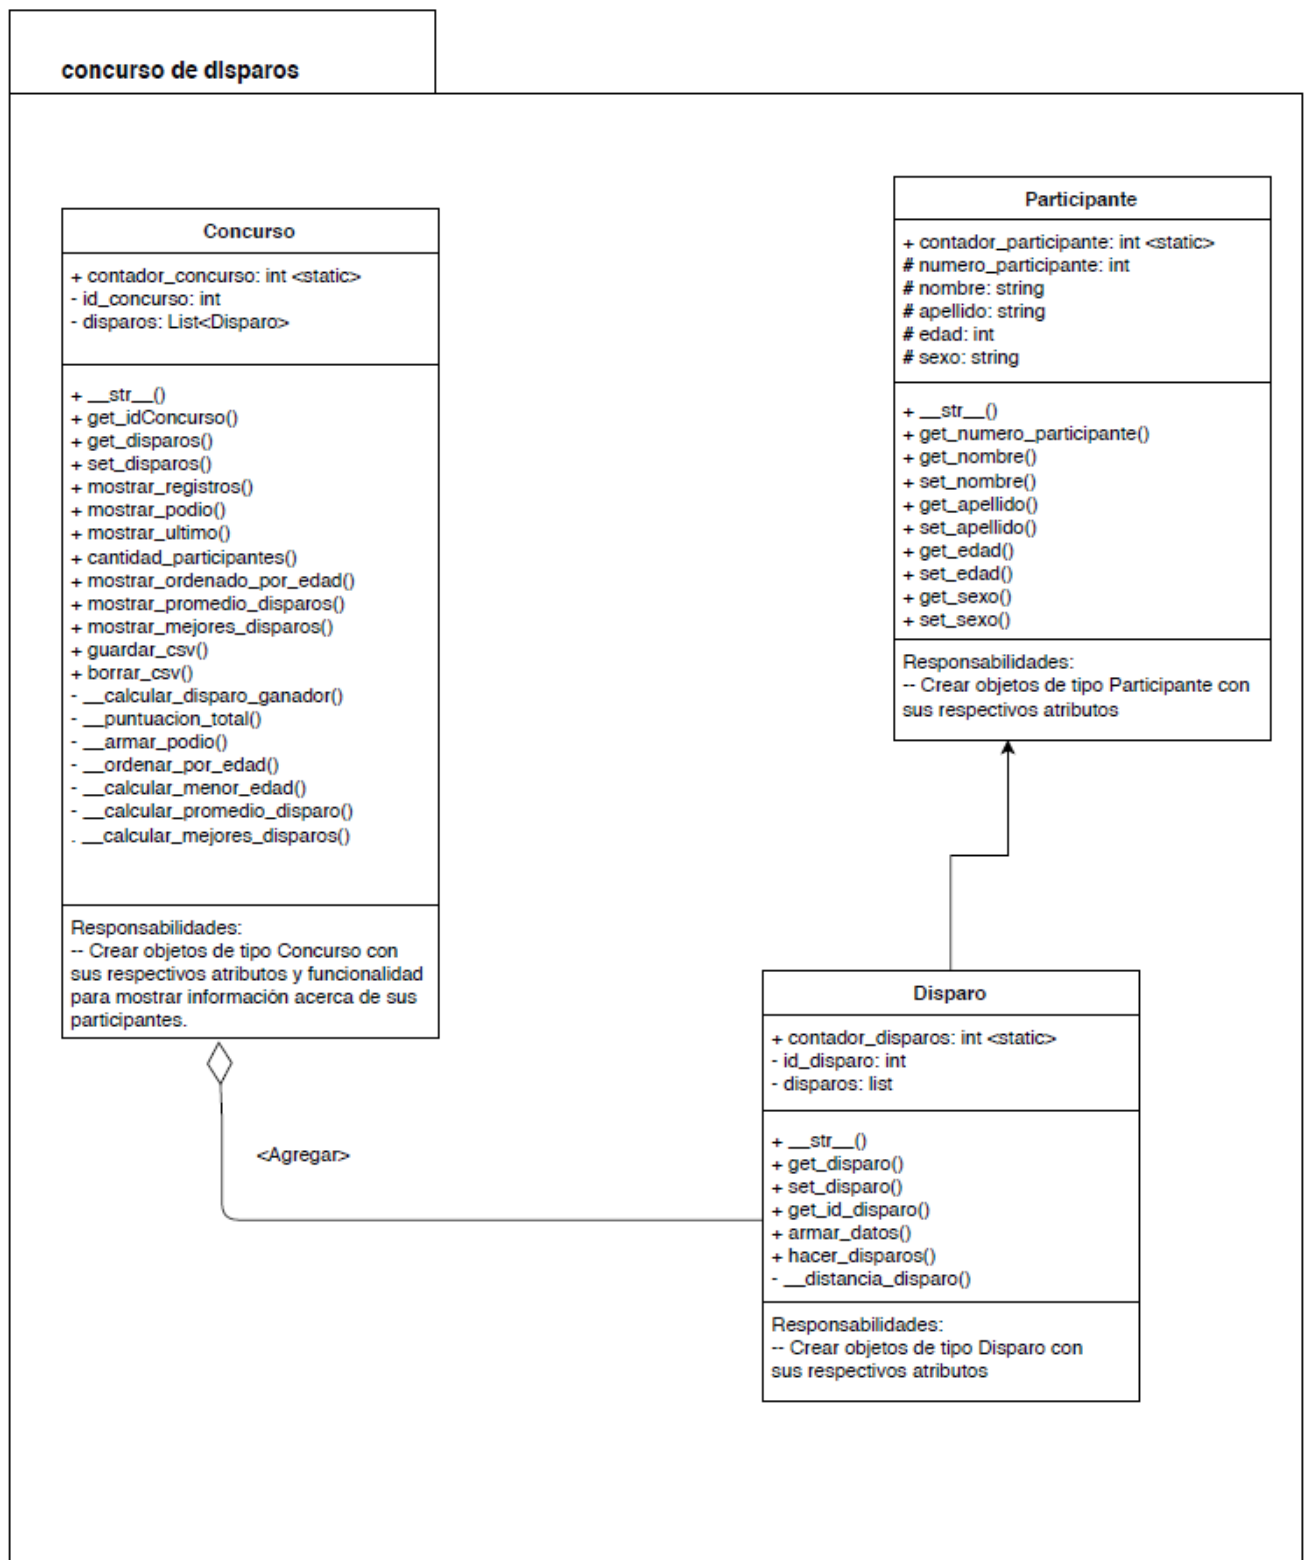 concurso de disparos
Concurso
+ contador_concurso: int <static>
- id_concurso: int
- disparos: List<Disparo>
+ __str__()
+ get_idConcurso()
+ get_disparos()
+ set_disparos()
+ mostrar_registros()
+ mostrar_podio()
+ mostrar_ultimo()
+ cantidad_participantes()
+ mostrar_ordenado_por_edad()
+ mostrar_promedio_disparos()
+ mostrar_mejores_disparos()
+ guardar_csv()
+ borrar_csv()
- __calcular_disparo_ganador()
- __puntuacion_total()
- __armar_podio()
- __ordenar_por_edad()
- __calcular_menor_edad()
- __calcular_promedio_disparo()
. __calcular_mejores_disparos()
Responsabilidades:
-- Crear objetos de tipo Concurso con
sus respectivos atributos y funcionalidad
para mostrar información acerca de sus
participantes.
Participante
+ contador_participante: int <static>
# numero_participante: int
# nombre: string
# apellido: string
# edad: int
# sexo: string
+ __str__()
+ get_numero_participante()
+ get_nombre()
+ set_nombre()
+ get_apellido()
+ set_apellido()
+ get_edad()
+ set_edad()
+ get_sexo()
+ set_sexo()
Responsabilidades:
-- Crear objetos de tipo Participante con
sus respectivos atributos
<Agregar>
Disparo
+ contador_disparos: int <static>
- id_disparo: int
- disparos: list
+ __str__()
+ get_disparo()
+ set_disparo()
+ get_id_disparo()
+ armar_datos()
+ hacer_disparos()
- __distancia_disparo()
Responsabilidades:
-- Crear objetos de tipo Disparo con
sus respectivos atributos